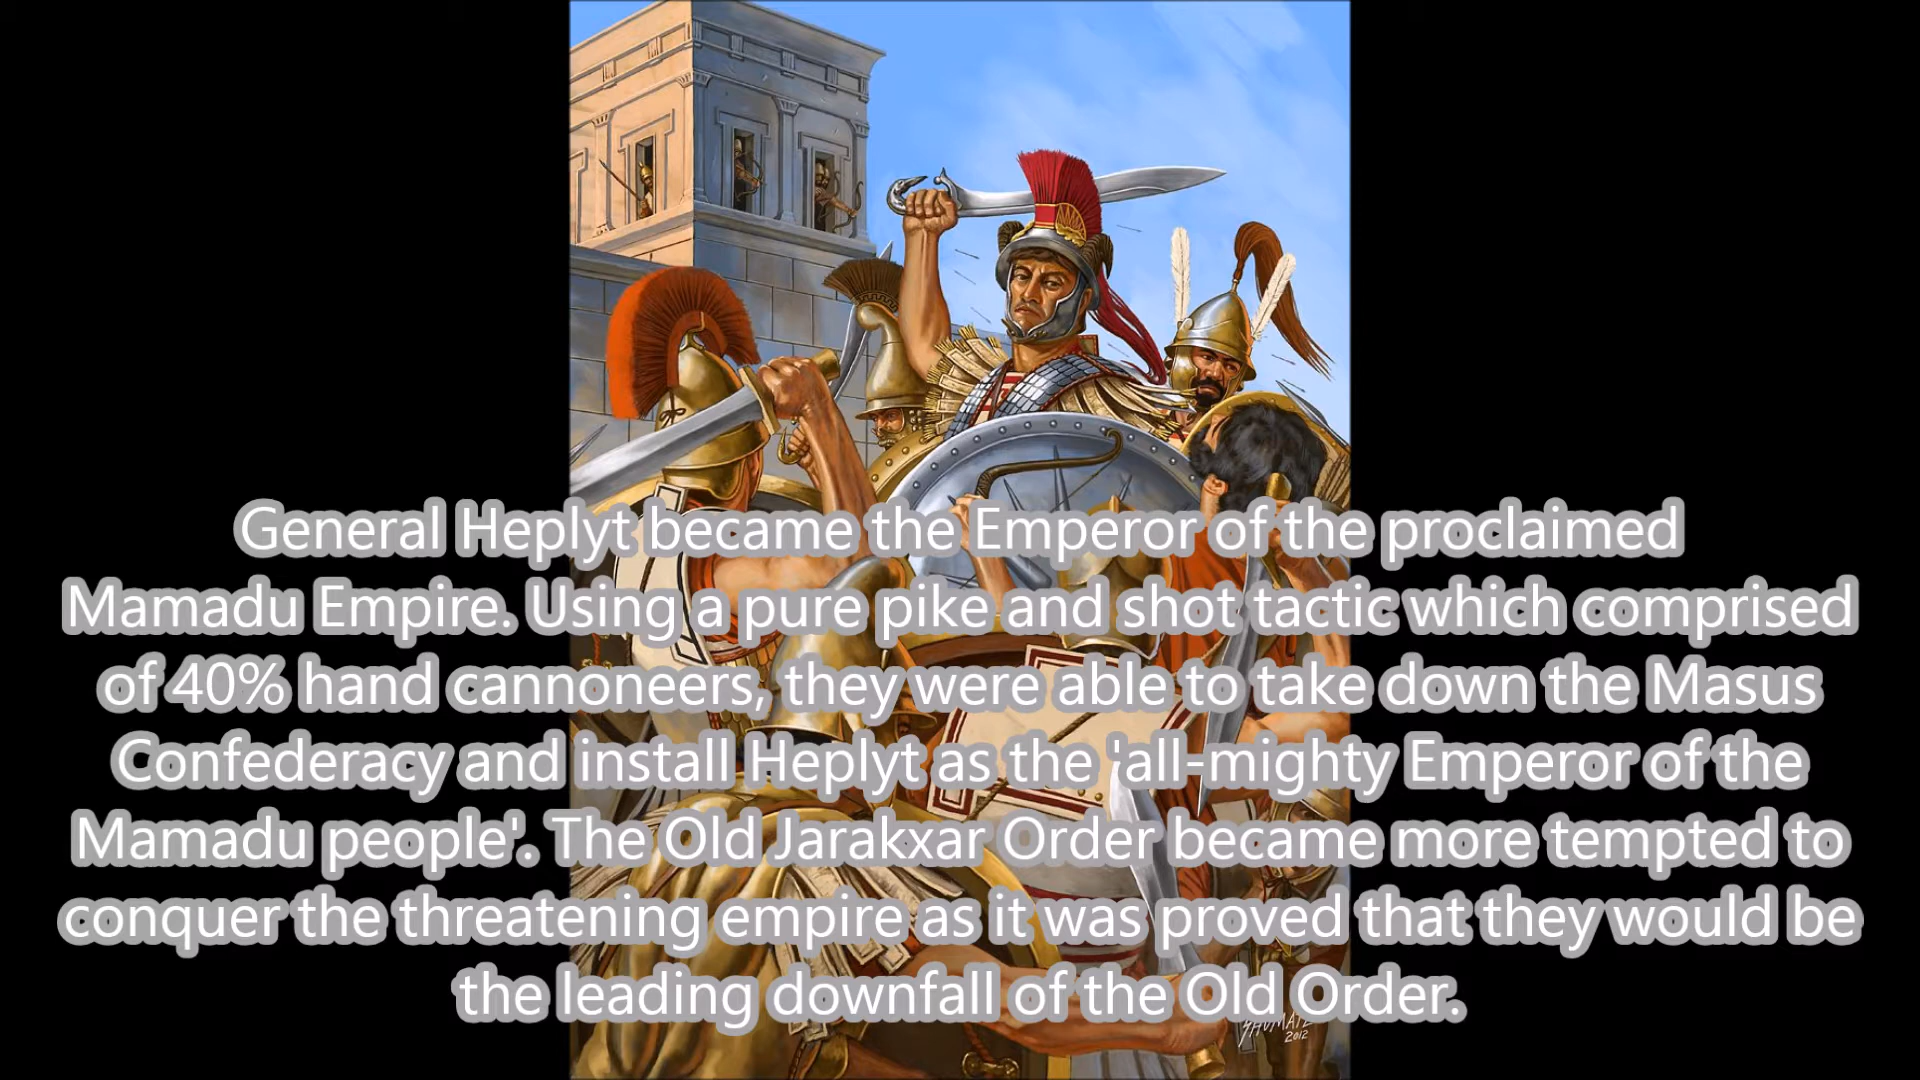 General Heplyt became the Emperor of the proclaimed
Mamadu Empire. Using a pure pike and shot tactic which comprised
of 40% hand cannoneers, they were able to take down the Masus
Confederacy and install Heplyt as the 'all-mighty Emperor of the
Mamadu people'. The Old Jarakxar Order became more tempted to
conquer the threatening empire as it was proved that they would be
the leading downfall of the Old Order.
2012